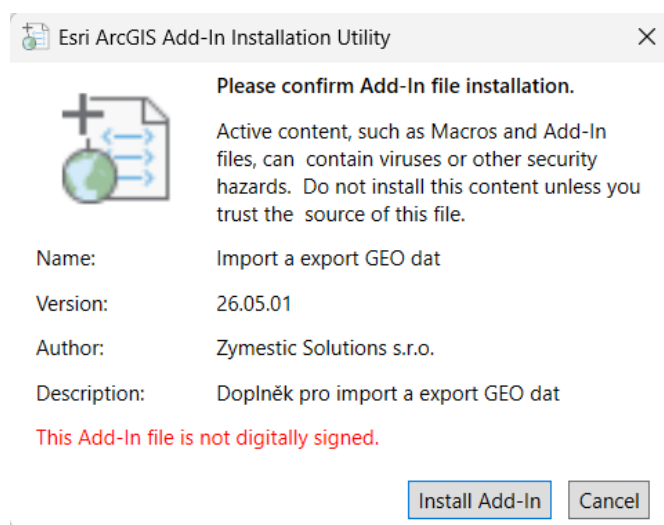 Esri ArcGIS Add-In Installation Utility
Please confirm Add-In file installation.
Active content, such as Macros and Add-In
files, can  contain viruses or other security
hazards.  Do not install this content unless you
trust the  source of this file.
Name: Import a export GEO dat
Version: 26.05.01
Author: Zymestic Solutions s.r.o.
Description: Doplněk pro import a export GEO dat
This Add-In file is not digitally signed.
Install Add-In Cancel